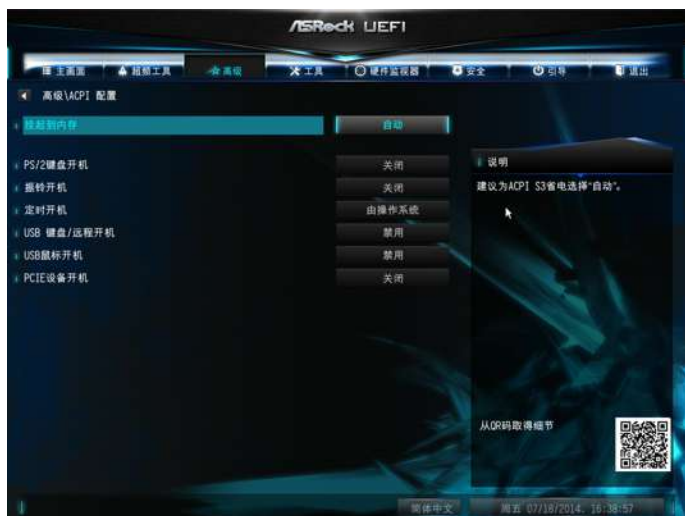 ASRock UEFI
主画面 超频工具 高级 工具 硬件监视器 安全 引导 退出
高级\ACPI 配置
挂起到内存 自动
PS/2键盘开机 关闭
振铃开机 关闭
定时开机 由操作系统
USB 键盘/远程开机 禁用
USB鼠标开机 禁用
PCIE设备开机 关闭
说明
建议为ACPI S3省电选择“自动”。
从QR码取得细节
简体中文 周五 07/18/2014. 16:38:57